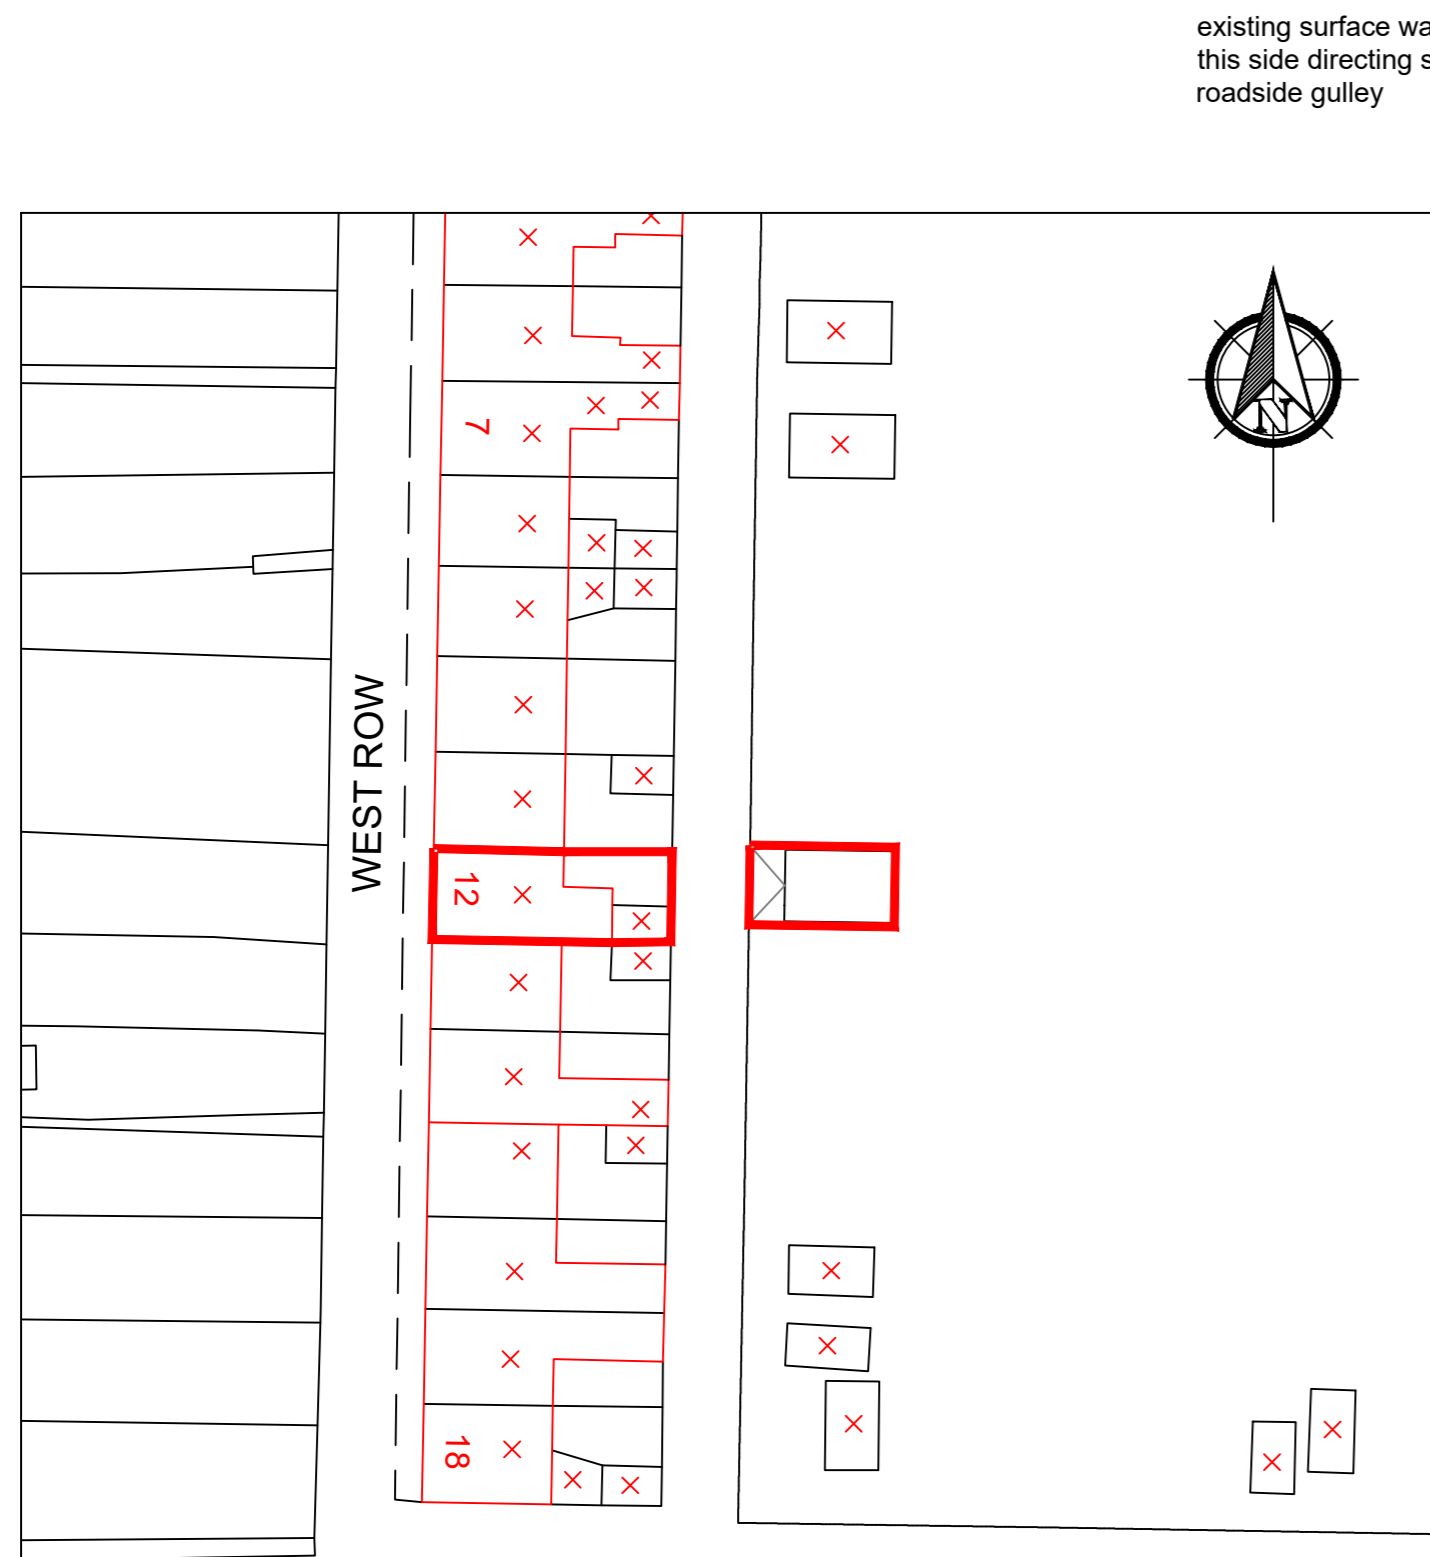 existing surface wa
this side directing s
roadside gulley
N
7
WEST ROW
12
18